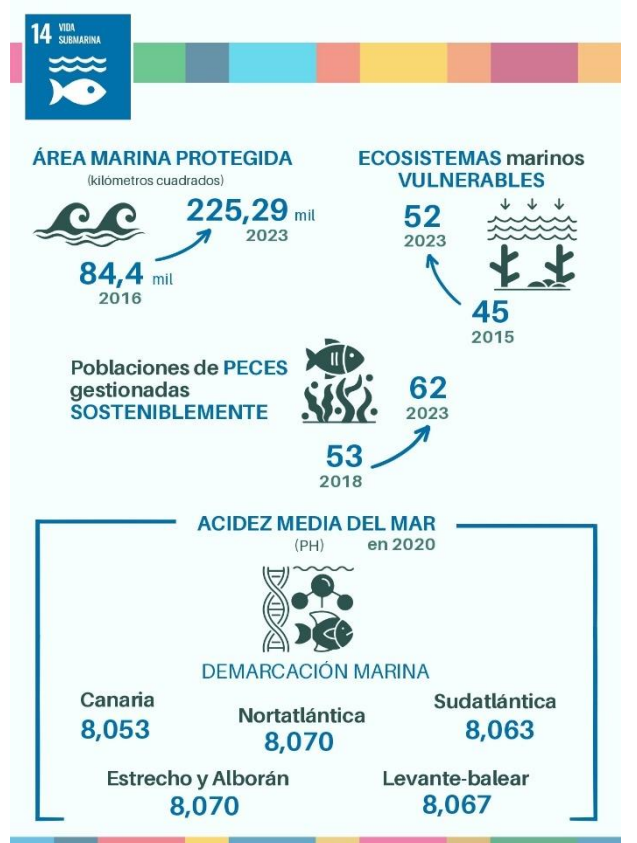 14 VIDA
SUBMARINA
ÁREA MARINA PROTEGIDA
(kilómetros cuadrados)
225,29 mil
2023
84,4 mil
2016
ECOSISTEMAS marinos
VULNERABLES
52
2023
45
2015
Poblaciones de PECES
gestionadas
SOSTENIBLEMENTE
62
2023
53
2018
ACIDEZ MEDIA DEL MAR
(PH) en 2020
DEMARCACIÓN MARINA
Canaria
8,053
Nortatlántica
8,070
Sudatlántica
8,063
Estrecho y Alborán
8,070
Levante-balear
8,067